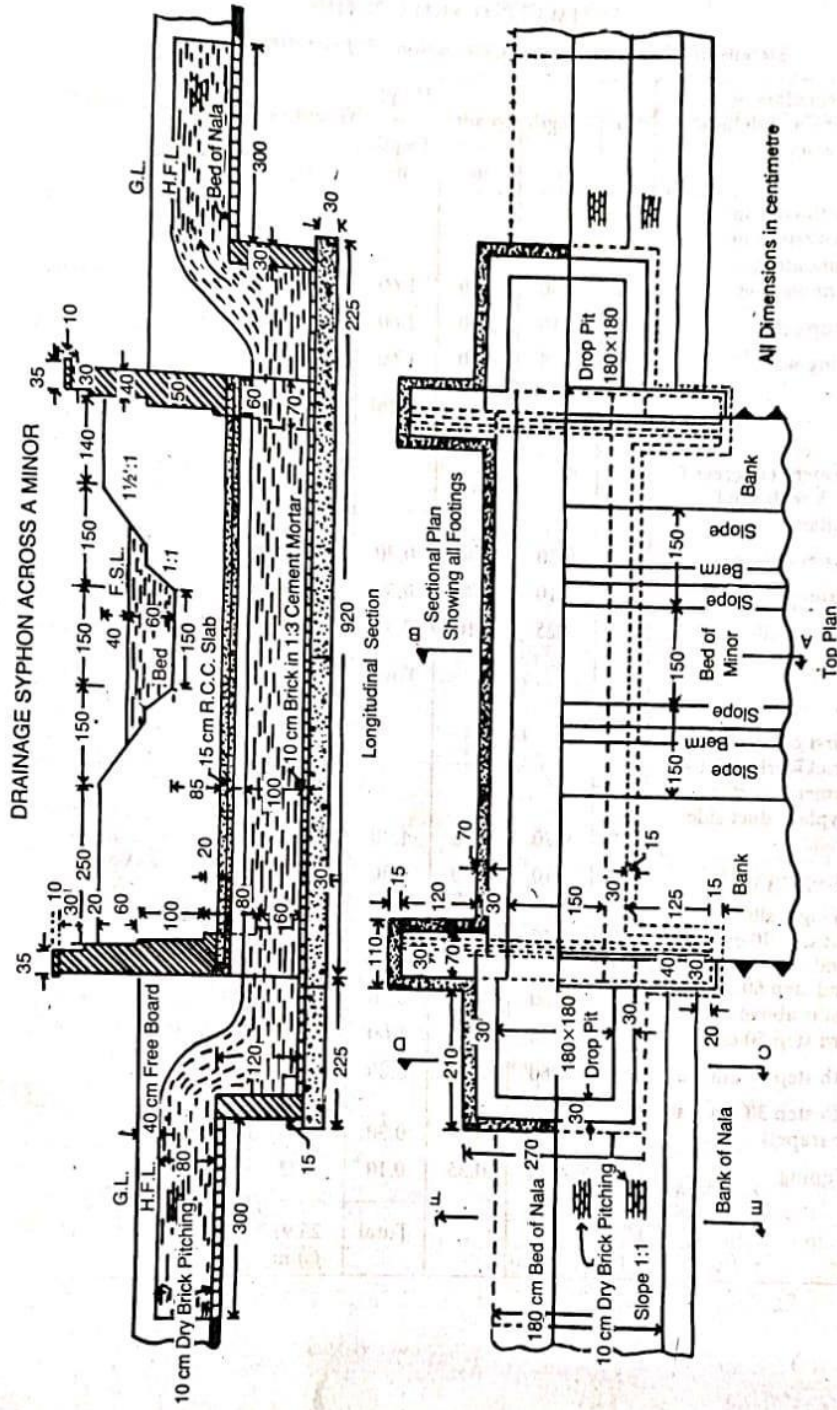 DRAINAGE SYPHON ACROSS A MINOR
35
10
30
20
60
100
250
150
150
150
140
35
10
30
40
50
G.L.
H.F.L.
40 cm Free Board
10 cm Dry Brick Pitching
80
300
120
80
60
20
85
100
40
F.S.L.
60
Bed
150
1½:1
1:1
15 cm R.C.C. Slab
60
70
10 cm Brick in 1:3 Cement Mortar
G.L.
H.F.L.
Bed of Nala
300
30
30
15
225
30
920
225
Longitudinal Section
Sectional Plan
Showing all Footings
B
D
F
110
15
120
70
30
70
30
210
270
30
180×180
Drop Pit
30
30
150
30
15
125
15
40
30
20
180 cm Bed of Nala
10 cm Dry Brick Pitching
Slope 1:1
Bank of Nala
E
C
A
Bank
Slope
Berm
Slope
Bed of
Minor
Slope
Berm
Slope
Bank
150
150
150
Drop Pit
180×180
Top Plan
All Dimensions in centimetre